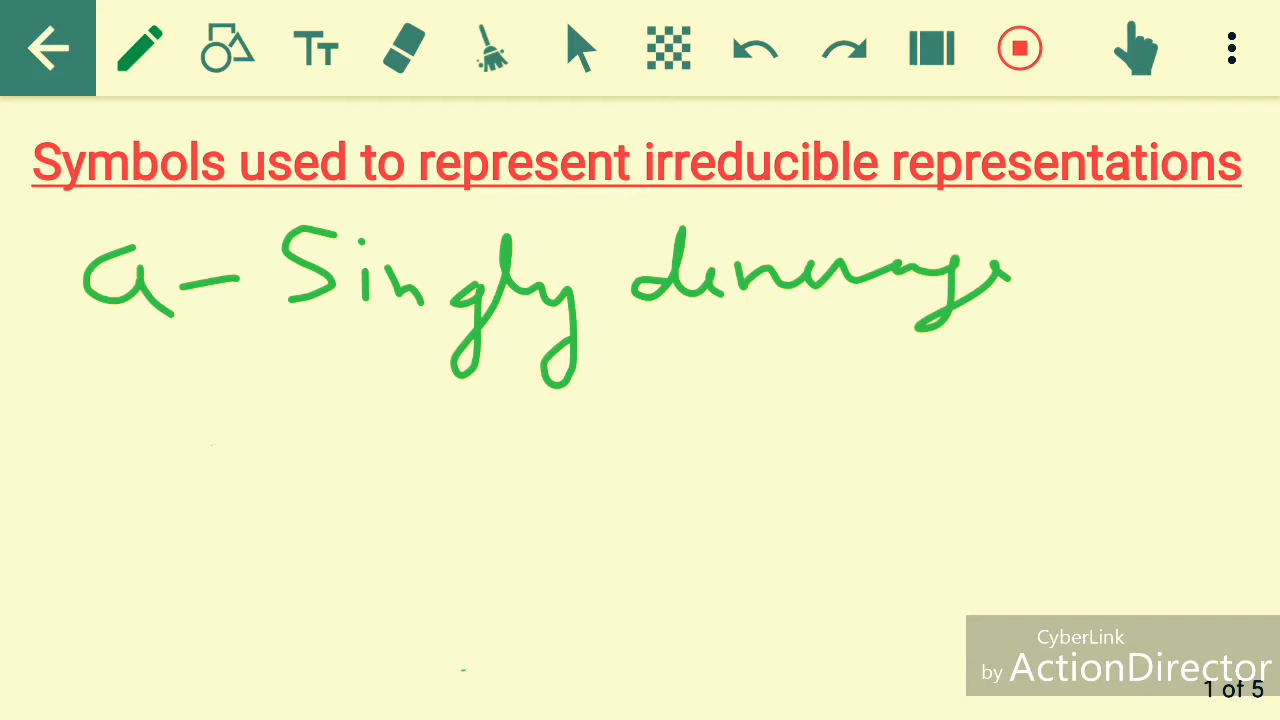 Symbols used to represent irreducible representations
a - Singly
CyberLink
by ActionDirector
1 of 5